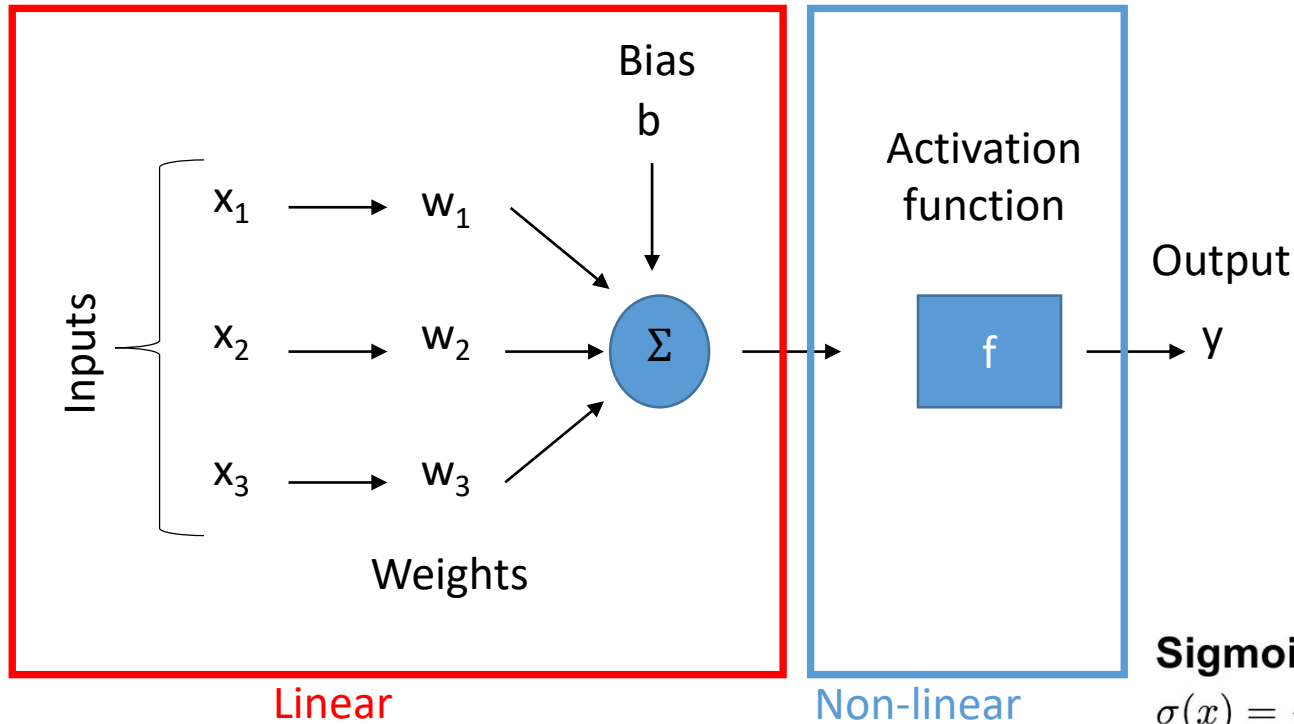 Bias
b
Activation
function
Output
Inputs
x₁ w₁
x₂ w₂ Σ f y
x₃ w₃
Weights
Linear
Non-linear
σ(x) =